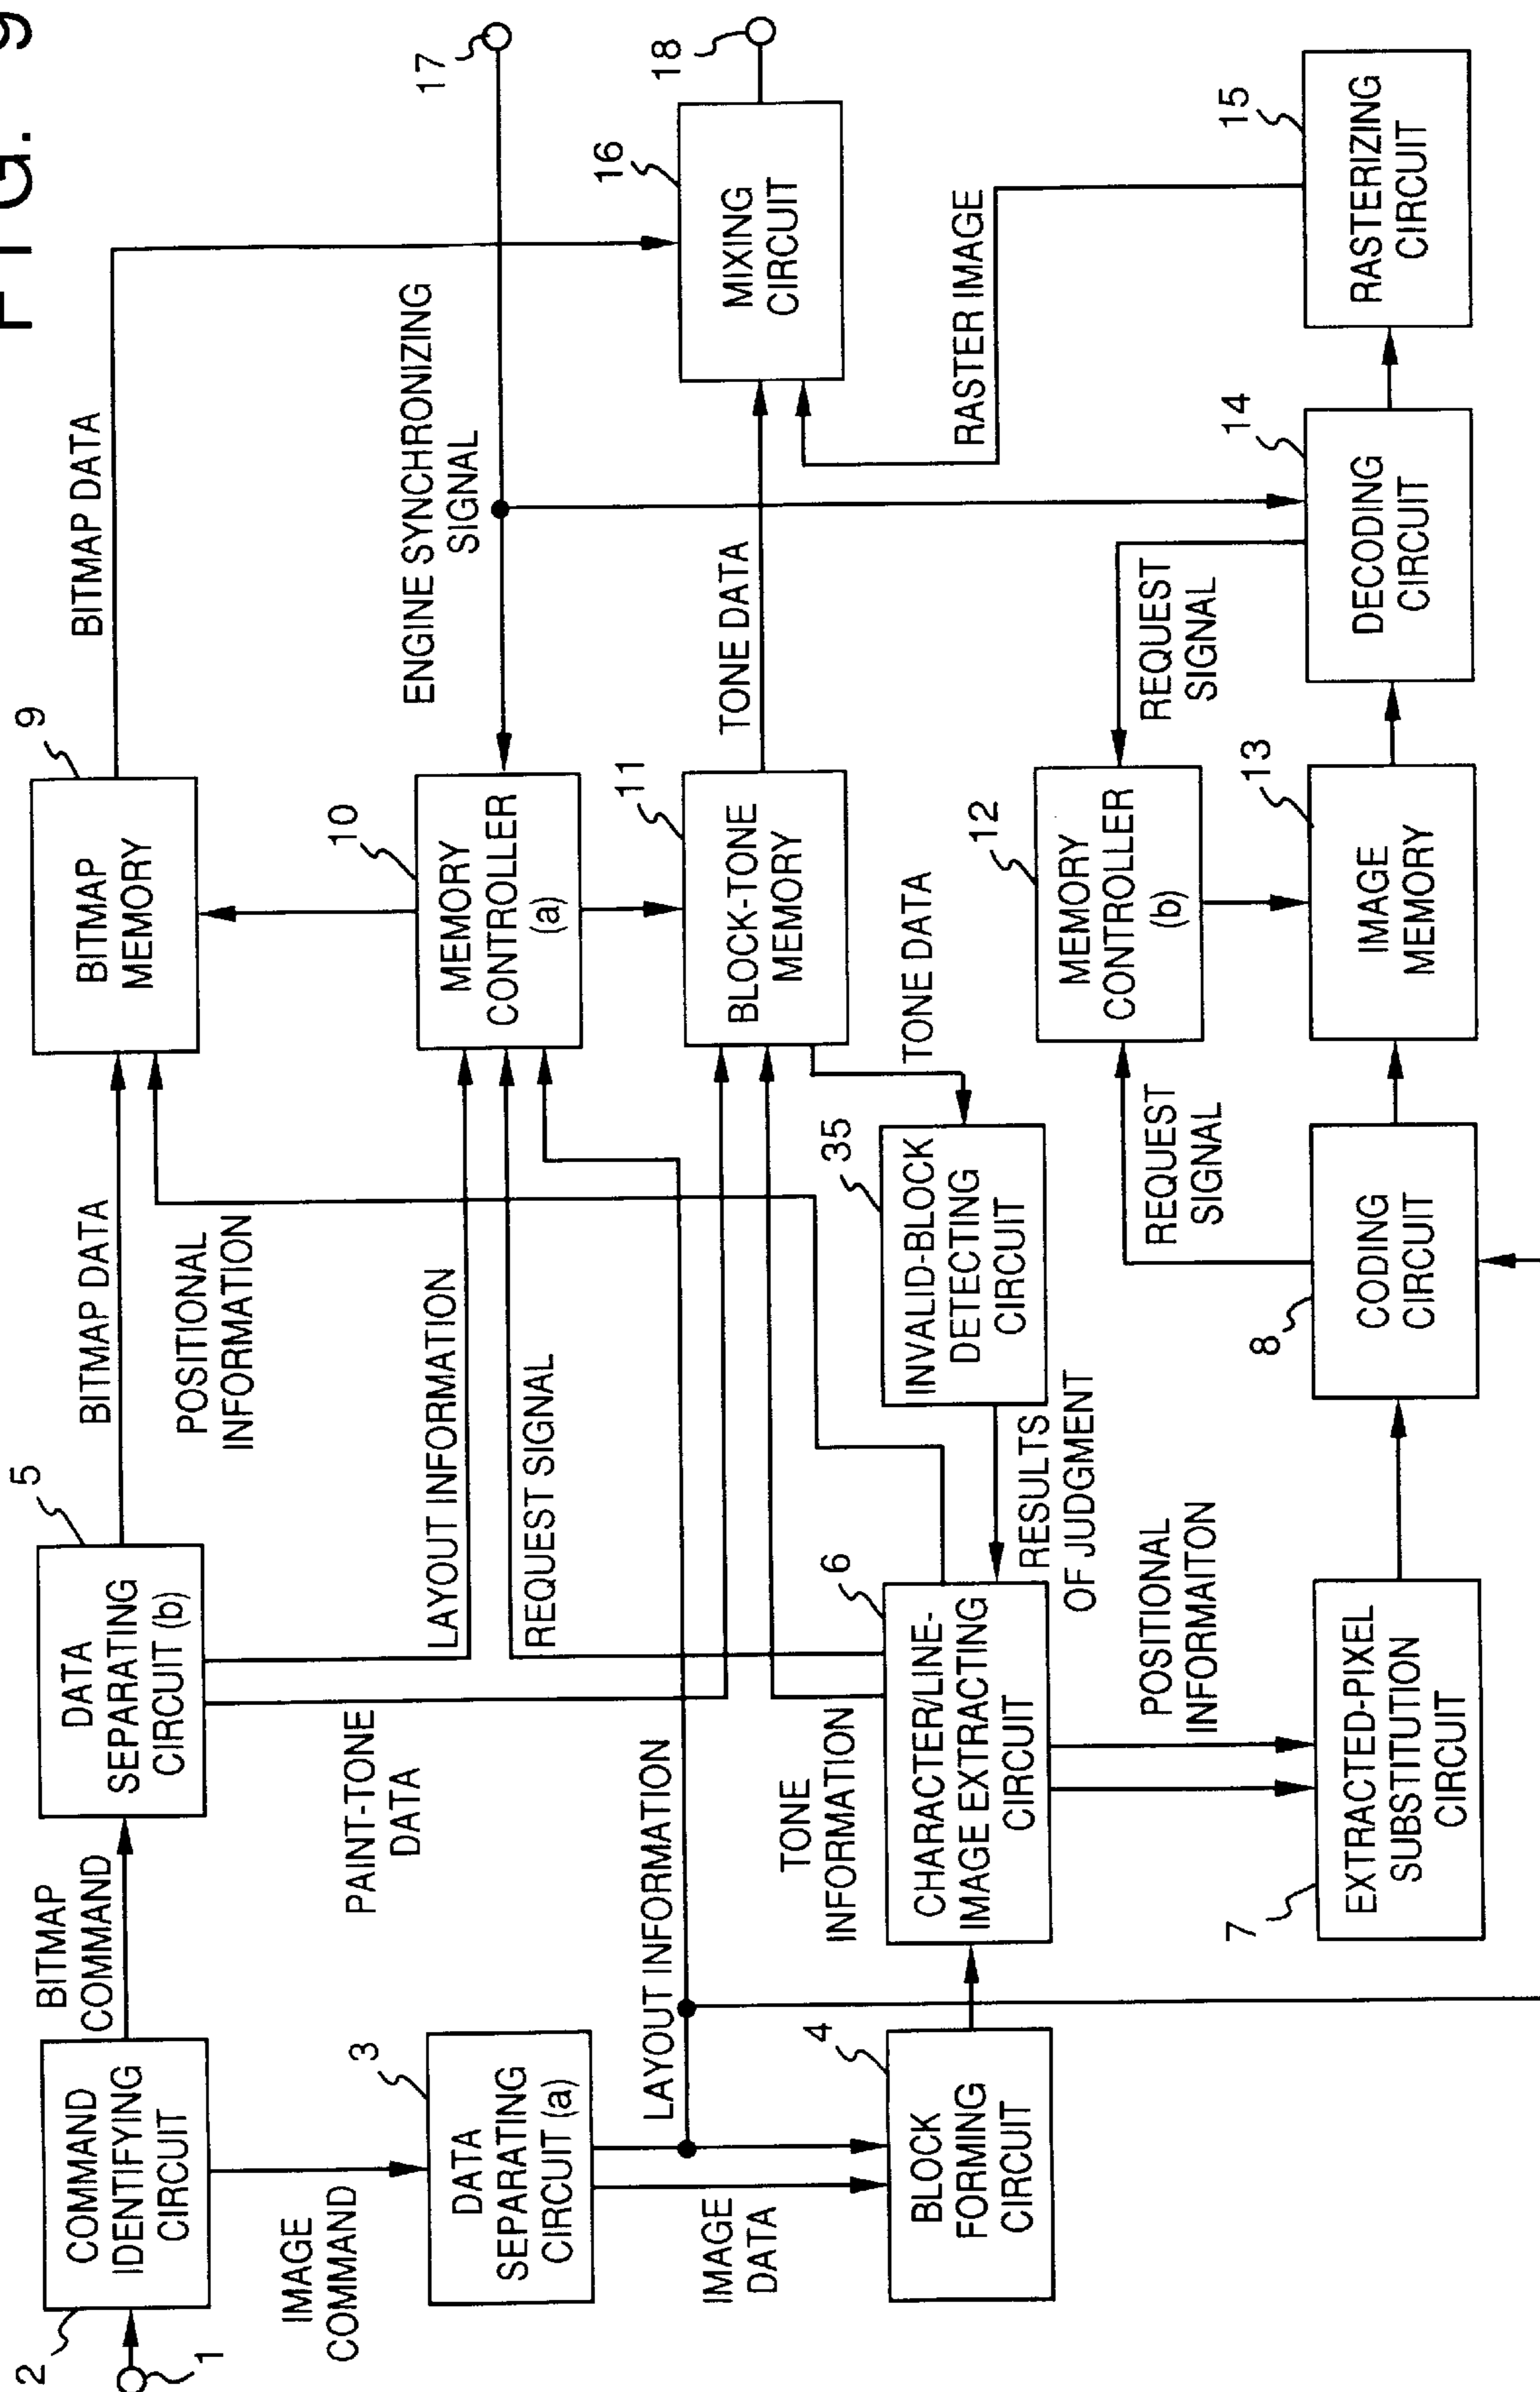 FIG. 9
1
2
COMMAND
IDENTIFYING
CIRCUIT
BITMAP
COMMAND
5
DATA
SEPARATING
CIRCUIT (b)
BITMAP DATA
POSITIONAL
INFORMATION
9
BITMAP
MEMORY
BITMAP DATA
IMAGE
COMMAND
3
DATA
SEPARATING
CIRCUIT (a)
PAINT-TONE
DATA
LAYOUT INFORMATION
REQUEST SIGNAL
10
MEMORY
CONTROLLER
(a)
ENGINE SYNCHRONIZING
SIGNAL
17
IMAGE
DATA
LAYOUT INFORMATION
4
BLOCK
FORMING
CIRCUIT
TONE
INFORMATION
6
CHARACTER/LINE-
IMAGE EXTRACTING
CIRCUIT
RESULTS
OF JUDGMENT
35
INVALID-BLOCK
DETECTING
CIRCUIT
TONE DATA
11
BLOCK-TONE
MEMORY
TONE DATA
16
MIXING
CIRCUIT
18
POSITIONAL
INFORMAITON
7
EXTRACTED-PIXEL
SUBSTITUTION
CIRCUIT
8
CODING
CIRCUIT
REQUEST
SIGNAL
12
MEMORY
CONTROLLER
(b)
REQUEST
SIGNAL
13
IMAGE
MEMORY
14
DECODING
CIRCUIT
RASTER IMAGE
15
RASTERIZING
CIRCUIT